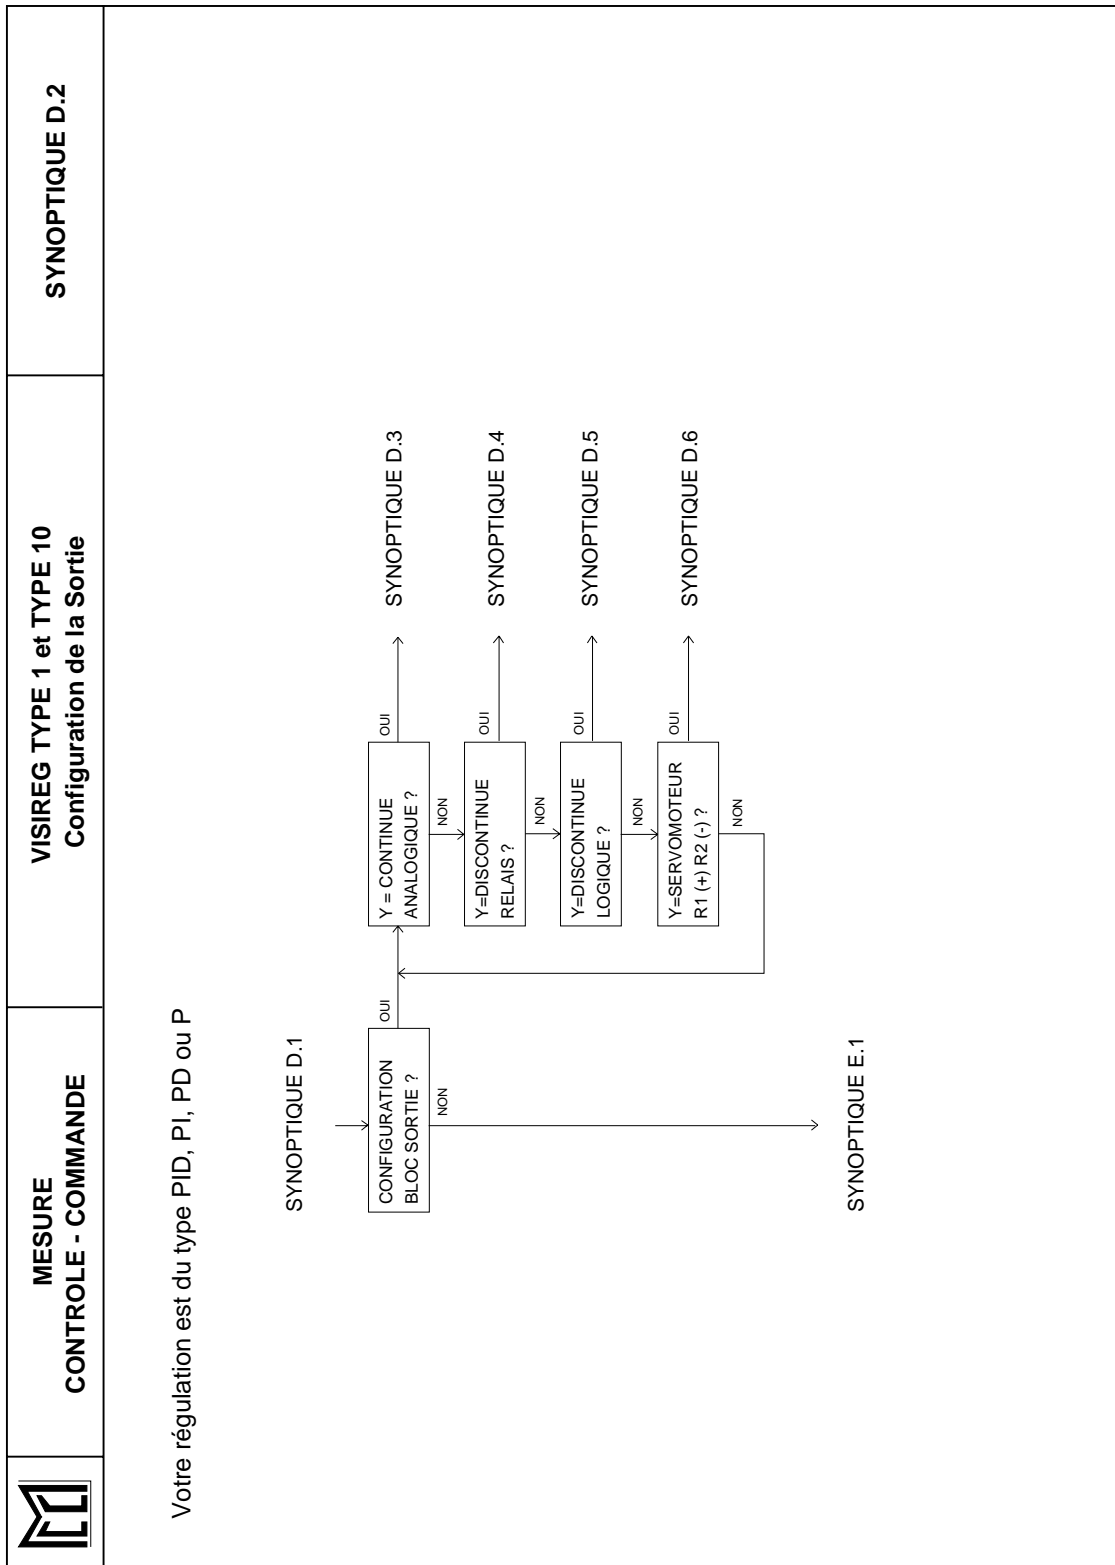 MESURE
CONTROLE - COMMANDE
VISIREG TYPE 1 et TYPE 10
Configuration de la Sortie
SYNOPTIQUE D.2
Votre régulation est du type PID, PI, PD ou P
SYNOPTIQUE D.1
CONFIGURATION
BLOC SORTIE ?
OUI
NON
Y = CONTINUE
ANALOGIQUE ?
OUI
SYNOPTIQUE D.3
NON
Y=DISCONTINUE
RELAIS ?
OUI
SYNOPTIQUE D.4
NON
Y=DISCONTINUE
LOGIQUE ?
OUI
SYNOPTIQUE D.5
NON
Y=SERVOMOTEUR
R1 (+) R2 (-) ?
OUI
SYNOPTIQUE D.6
NON
SYNOPTIQUE E.1